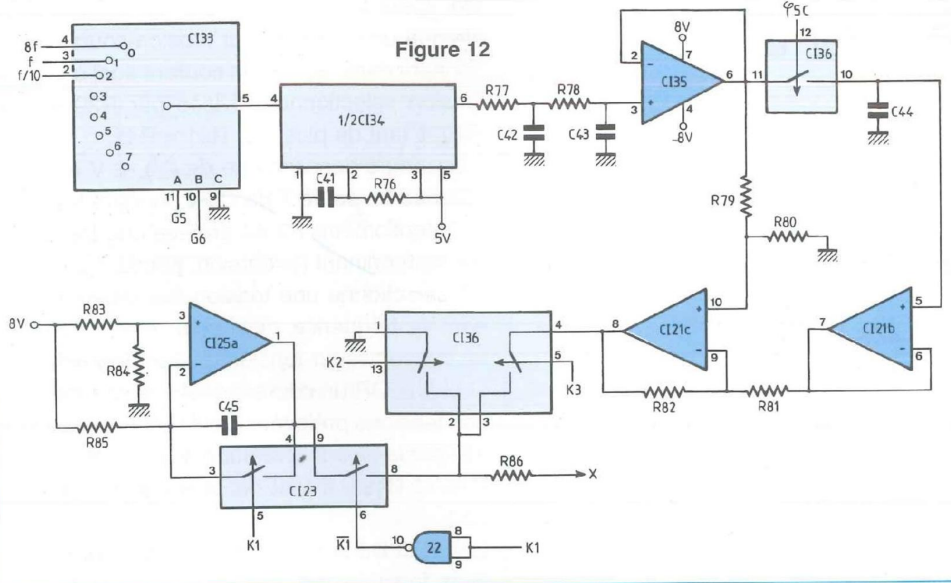 Figure 12
CI33
8f 4 0
f 3 1
f/10 2 2
3
4
5
6
7
5
A B C
11 10 9
G5
G6
4 1/2CI34 6
1 2 3 5
C41 R76
5V
R77 R78
C42 C43
8V
7
2 −
CI35 6
3 +
4
−8V
φ5C
12
11 CI36 10
C44
R79
R80
10 +
8 CI21c
9 −
5 +
7 CI21b
6 −
R82 R81
CI36
4
K2
13
5
K3
2 3
8V R83
3 +
CI25a 1
2 −
R84
R85
C45
4 9
3 8
CI23
5 6
K1 K1
R86 X
10 22 8
9
K1